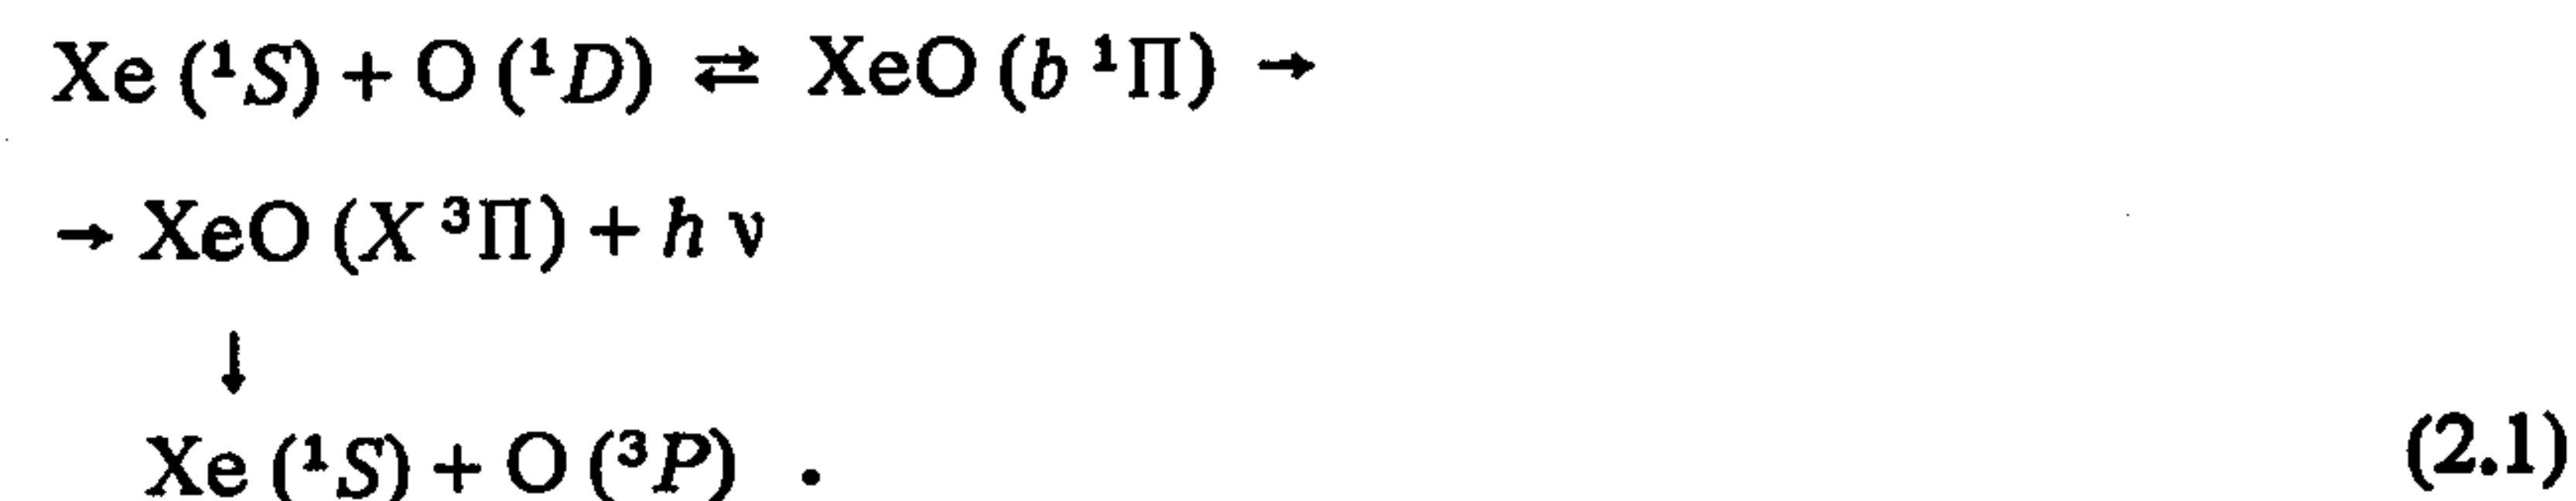 Xe (¹S) + O (¹D) ⇄ XeO (b ¹Π) →
→ XeO (X ³Π) + h ν
↓
Xe (¹S) + O (³P) . (2.1)